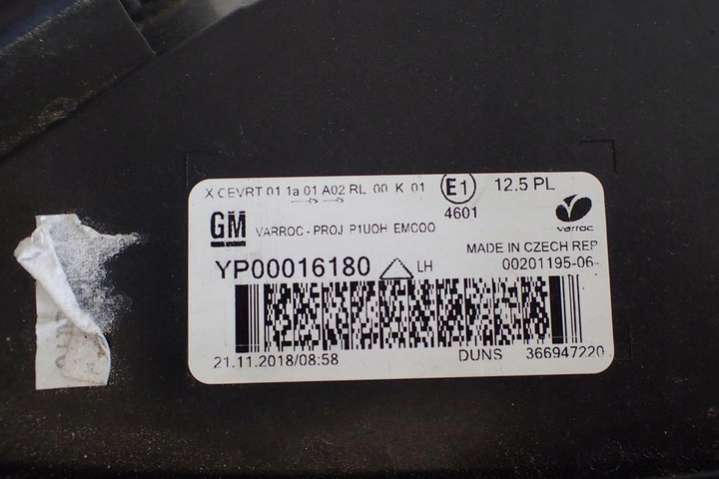 X CEVRT 01 1a 01 A02 RL 00 K 01 E1 12.5 PL
4601
GM VARROC - PROJ P1UOH EMCOO varroc
MADE IN CZECH REP
YP00016180 LH 00201195-06
21.11.2018/08:58 DUNS 366947220